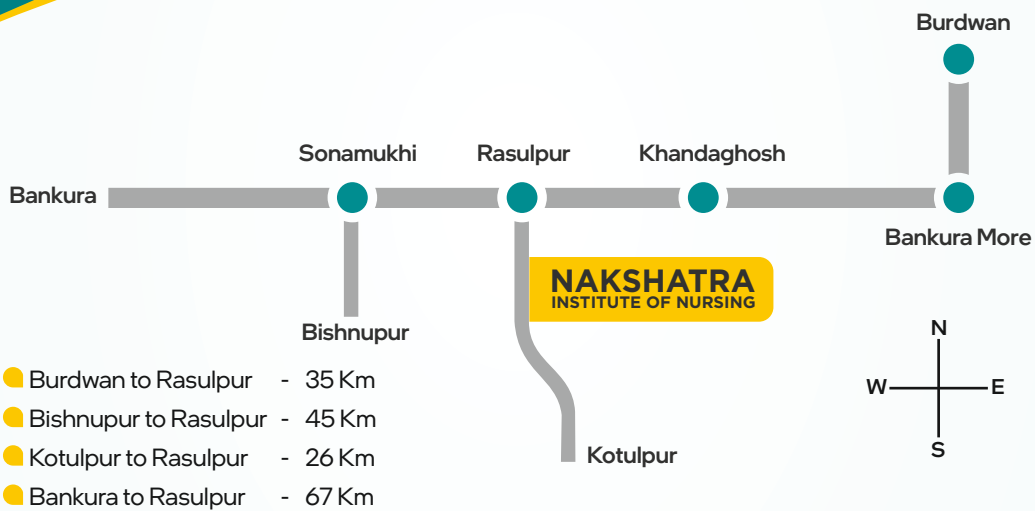 Burdwan
Sonamukhi
Rasulpur
Khandaghosh
Bankura
Bankura More
NAKSHATRA
INSTITUTE OF NURSING
Bishnupur
N
W
E
S
Burdwan to Rasulpur - 35 Km
Bishnupur to Rasulpur - 45 Km
Kotulpur to Rasulpur - 26 Km
Bankura to Rasulpur - 67 Km
Kotulpur